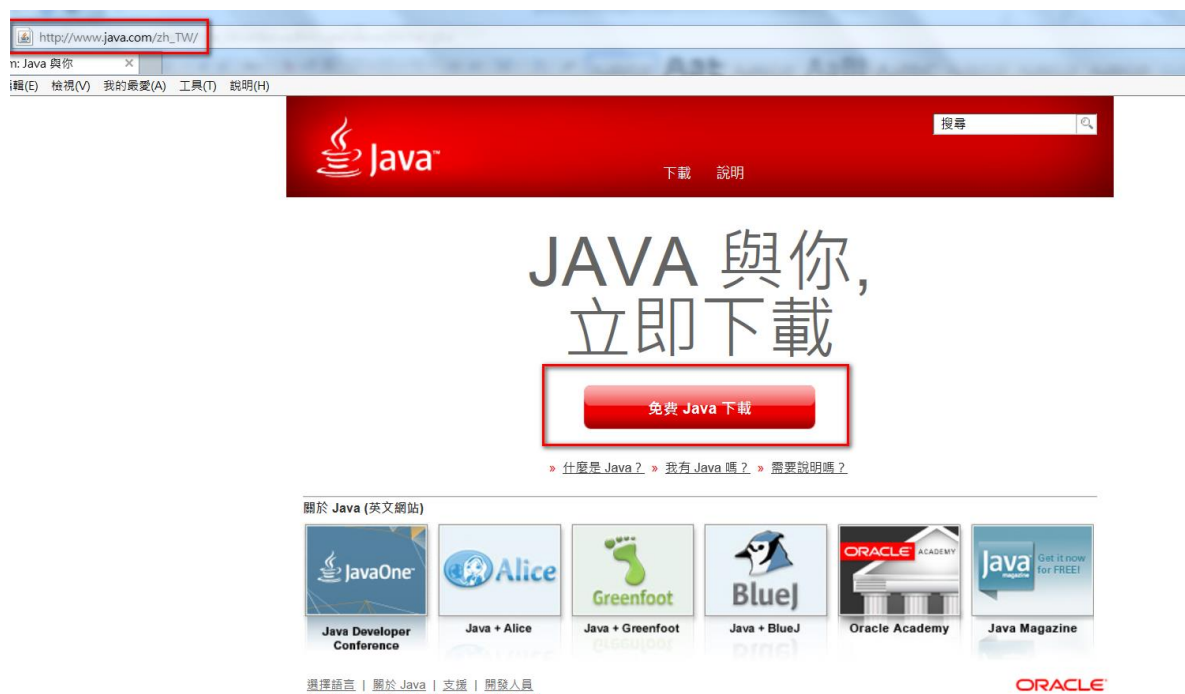 http://www.java.com/zh_TW/
m: Java 與你
編輯(E) 檢視(V) 我的最愛(A) 工具(T) 說明(H)
Java™
搜尋
下載 說明
JAVA 與你,
立即下載
免費 Java 下載
» 什麼是 Java？ » 我有 Java 嗎？ » 需要說明嗎？
關於 Java (英文網站)
JavaOne
Alice
Greenfoot
BlueJ
ORACLE ACADEMY
Java magazine
Get it now for FREE!
Java Developer Conference
Java + Alice
Java + Greenfoot
Java + BlueJ
Oracle Academy
Java Magazine
選擇語言 | 關於 Java | 支援 | 開發人員
ORACLE